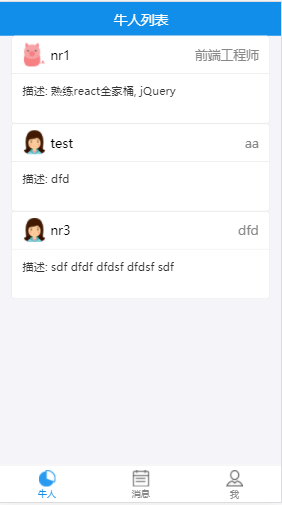 牛人列表
nr1 前端工程师
描述: 熟练react全家桶, jQuery
test aa
描述: dfd
nr3 dfd
描述: sdf dfdf dfdsf dfdsf sdf
牛人 消息 我